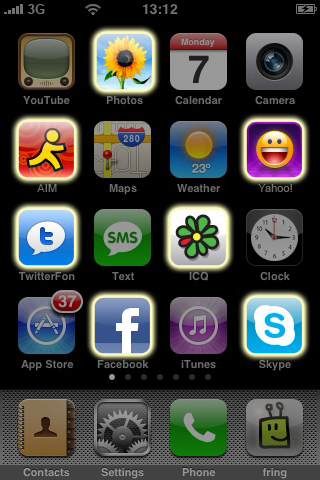 3G 13:12
Monday
7
YouTube Photos Calendar Camera
280
23°
AIM Maps Weather Yahoo!
SMS
TwitterFon Text ICQ Clock
37
App Store Facebook iTunes Skype
Contacts Settings Phone fring